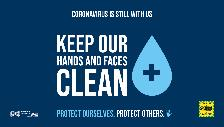 CORONAVIRUS IS STILL WITH US
KEEP OUR
HANDS AND FACES
CLEAN
PROTECT OURSELVES. PROTECT OTHERS.